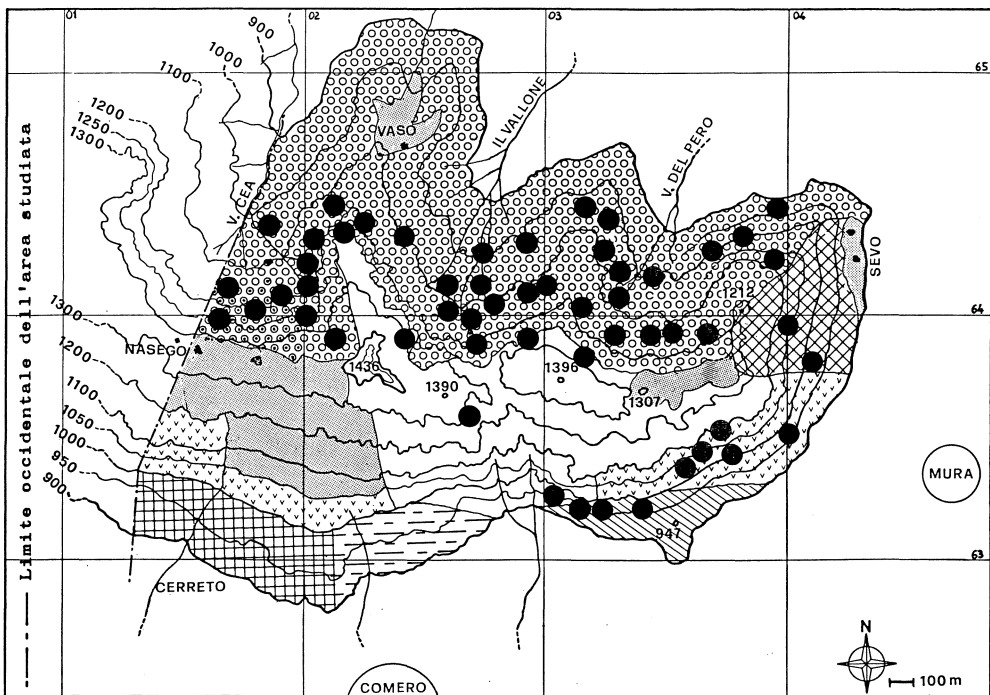 01
02
03
04
900
1000
1100
1200
1250
1300
65
VASO
IL VALLONE
V. CEA
V. DEL PERO
SEVO
1212
64
1300
NASEGO
1200
1436
1390
1396
1307
1100
1050
1000
950
900
MURA
947
63
CERRETO
COMERO
N
100 m
Limite occidentale dell'area studiata